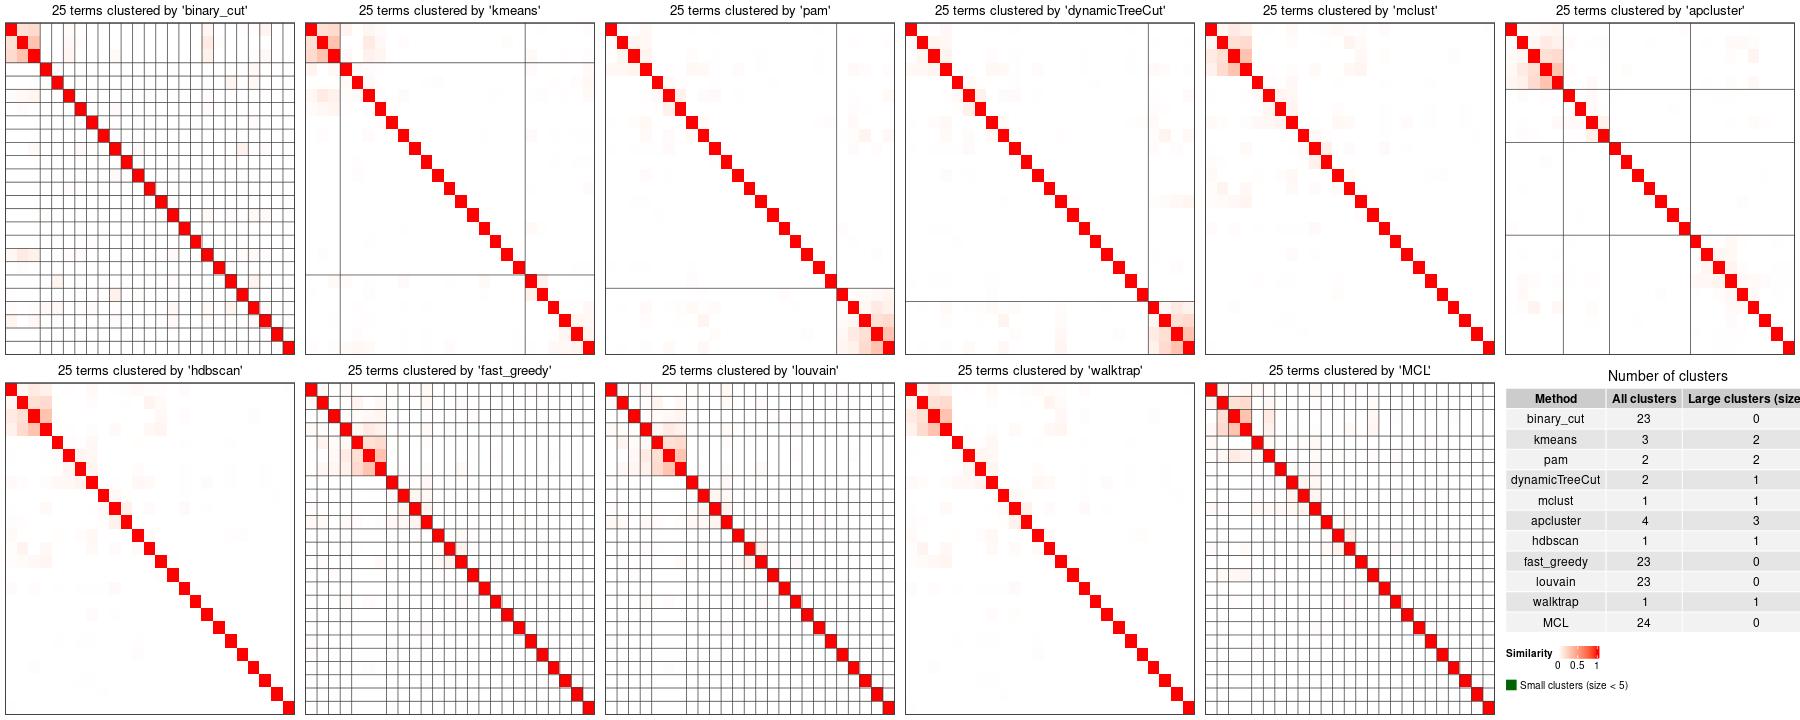 25 terms clustered by 'binary_cut'
25 terms clustered by 'kmeans'
25 terms clustered by 'pam'
25 terms clustered by 'dynamicTreeCut'
25 terms clustered by 'mclust'
25 terms clustered by 'apcluster'
25 terms clustered by 'hdbscan'
25 terms clustered by 'fast_greedy'
25 terms clustered by 'louvain'
25 terms clustered by 'walktrap'
25 terms clustered by 'MCL'
Number of clusters
Method All clusters Large clusters (size
binary_cut 23 0
kmeans 3 2
pam 2 2
dynamicTreeCut 2 1
mclust 1 1
apcluster 4 3
hdbscan 1 1
fast_greedy 23 0
louvain 23 0
walktrap 1 1
MCL 24 0
Similarity
0 0.5 1
Small clusters (size < 5)